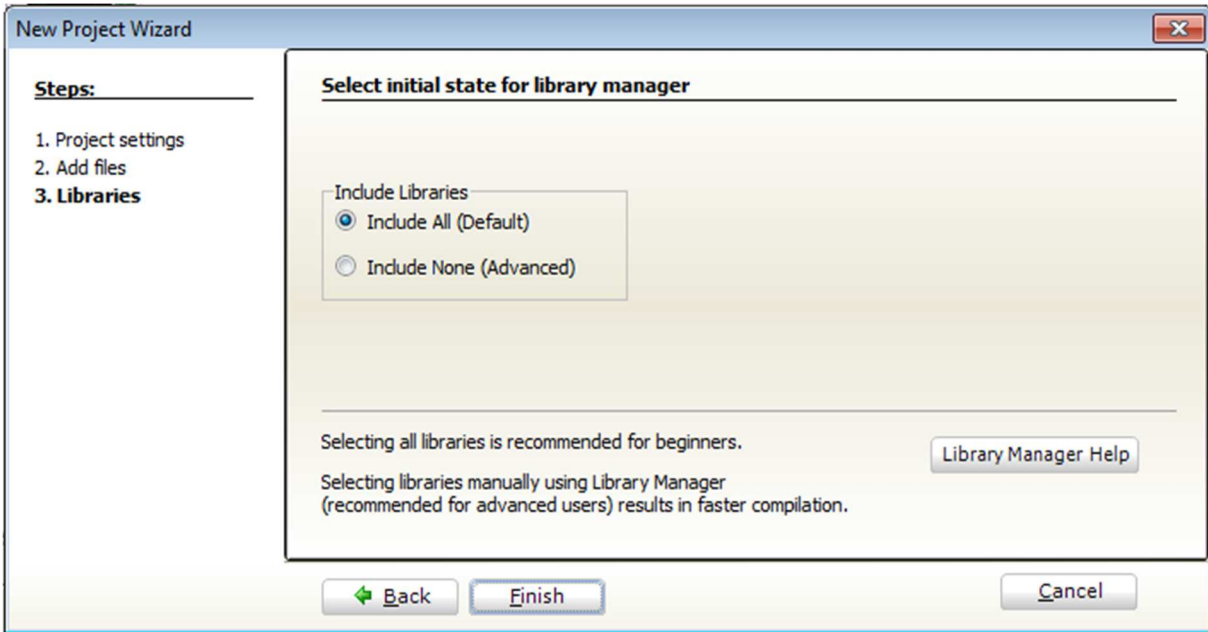 New Project Wizard
Steps:
1. Project settings
2. Add files
3. Libraries
Select initial state for library manager
Include Libraries
Include All (Default)
Include None (Advanced)
Selecting all libraries is recommended for beginners.
Selecting libraries manually using Library Manager
(recommended for advanced users) results in faster compilation.
Library Manager Help
Back
Finish
Cancel